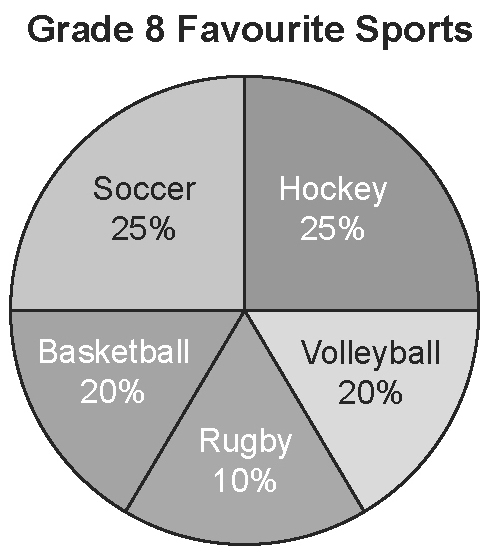 Grade 8 Favourite Sports
Soccer
25%
Hockey
25%
Basketball
20%
Volleyball
20%
Rugby
10%